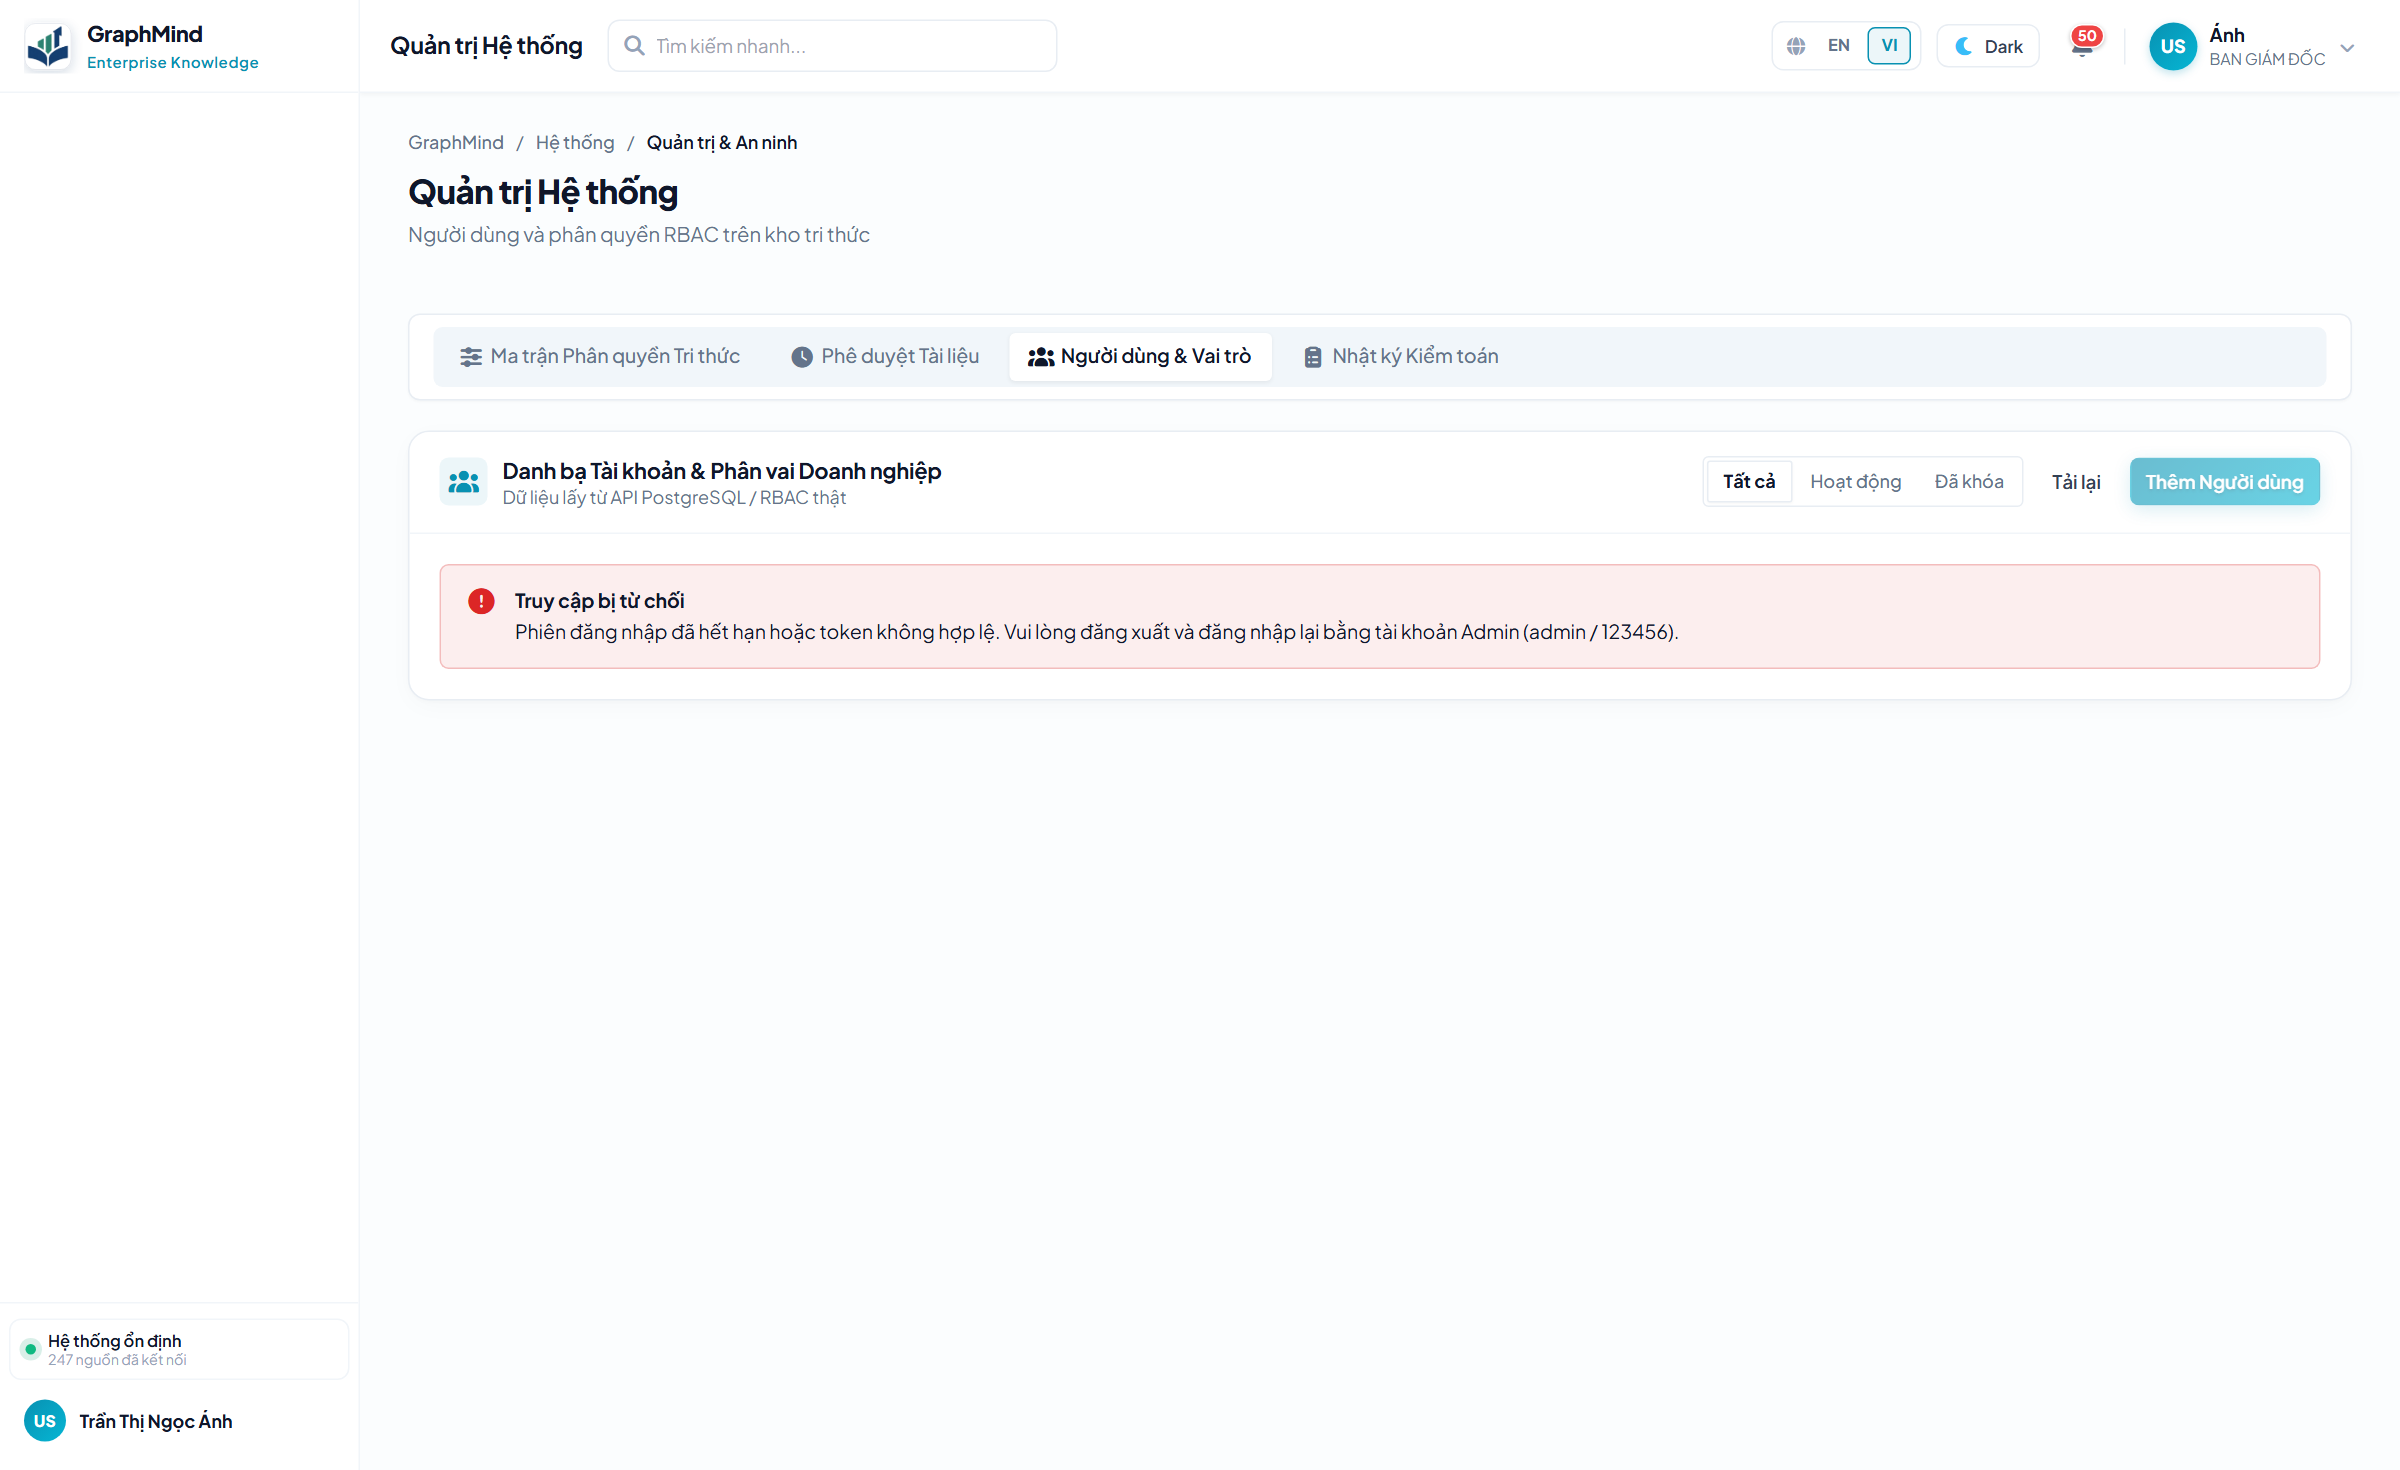 GraphMind
Enterprise Knowledge
Quản trị Hệ thống
Tìm kiếm nhanh...
EN
VI
Dark
50
US
Ánh
BAN GIÁM ĐỐC
GraphMind / Hệ thống / Quản trị & An ninh
Quản trị Hệ thống
Người dùng và phân quyền RBAC trên kho tri thức
Ma trận Phân quyền Tri thức
Phê duyệt Tài liệu
Người dùng & Vai trò
Nhật ký Kiểm toán
Danh bạ Tài khoản & Phân vai Doanh nghiệp
Dữ liệu lấy từ API PostgreSQL / RBAC thật
Tất cả
Hoạt động
Đã khóa
Tải lại
Thêm Người dùng
Truy cập bị từ chối
Phiên đăng nhập đã hết hạn hoặc token không hợp lệ. Vui lòng đăng xuất và đăng nhập lại bằng tài khoản Admin (admin / 123456).
Hệ thống ổn định
247 nguồn đã kết nối
US
Trần Thị Ngọc Ánh